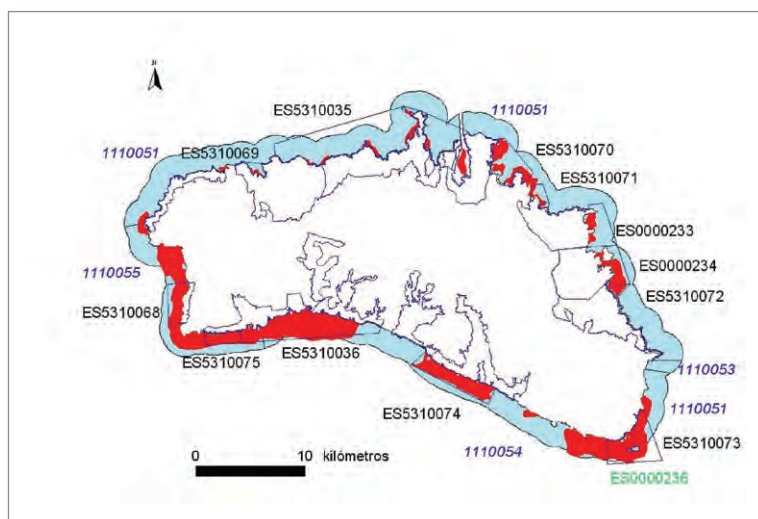 N
ES5310035
1110051
ES5310070
1110051
ES5310069
ES5310071
ES0000233
1110055
ES0000234
ES5310068
ES5310072
ES5310075
ES5310036
1110053
1110051
ES5310074
ES5310073
0 10 kilómetros
1110054
ES0000236